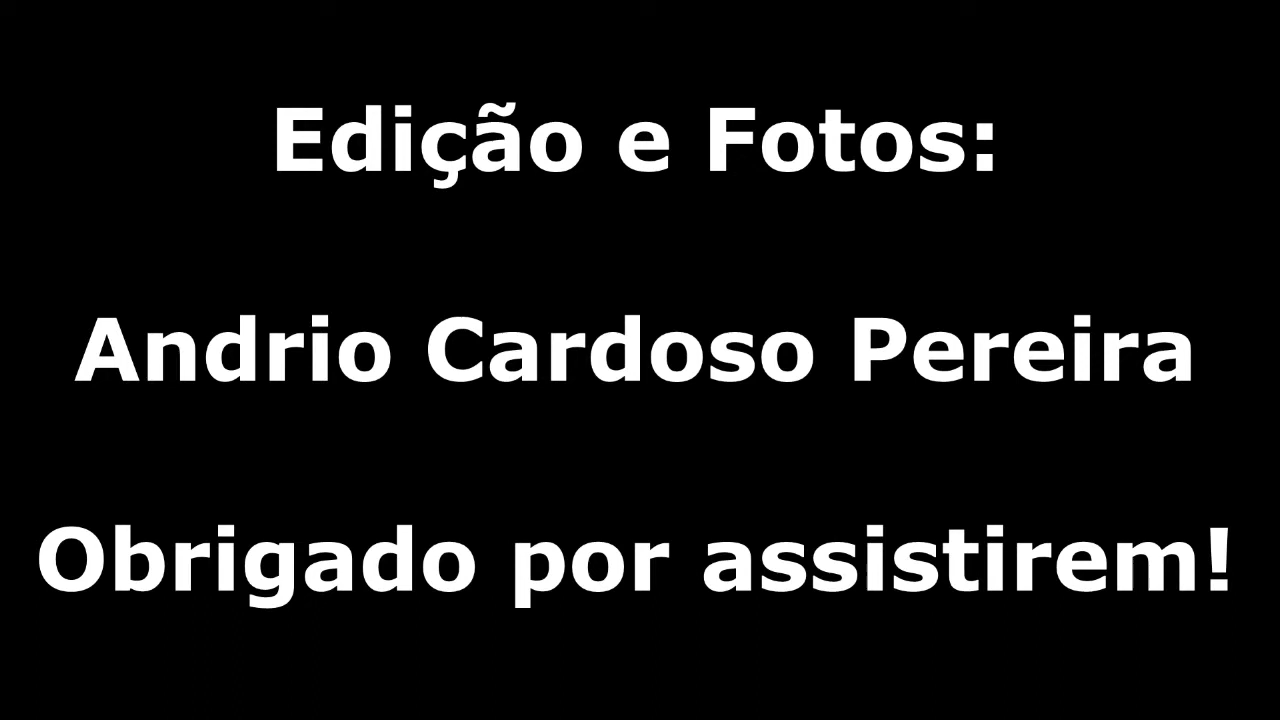 Edição e Fotos:
Andrio Cardoso Pereira
Obrigado por assistirem!